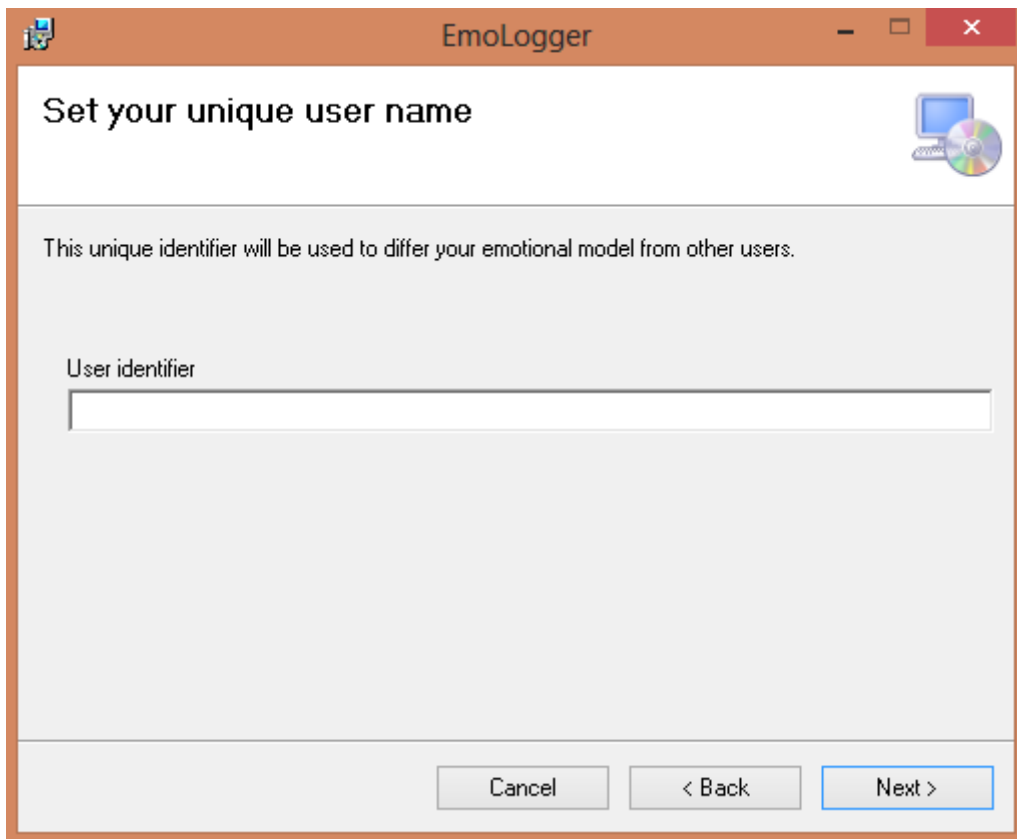 EmoLogger
Set your unique user name
This unique identifier will be used to differ your emotional model from other users.
User identifier
Cancel
< Back
Next >